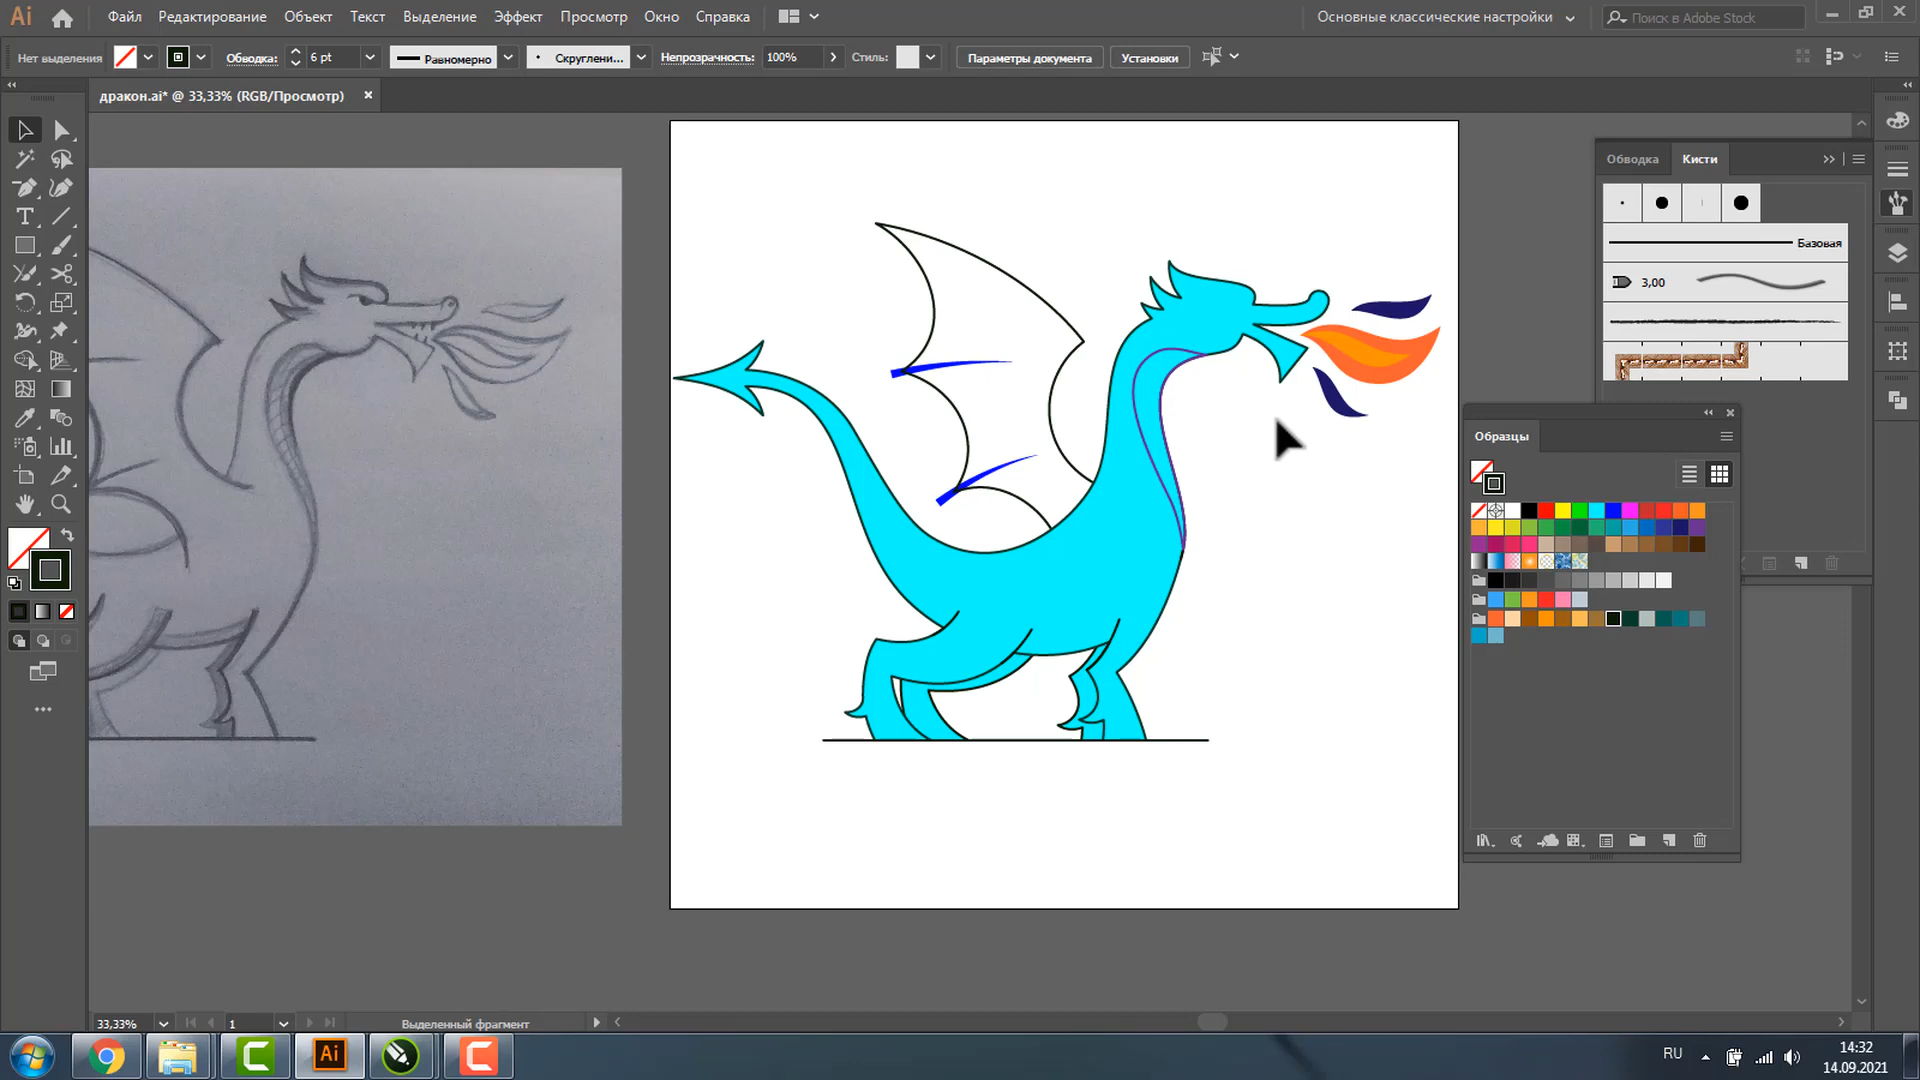 Ai Файл Редактирование Объект Текст Выделение Эффект Просмотр Окно Справка Основные классические настройки Поиск в Adobe Stock
Нет выделения Обводка: 6 pt Равномерно Скруглени... Непрозрачность: 100% Стиль: Параметры документа Установки
дракон.ai* @ 33,33% (RGB/Просмотр)
Обводка Кисти
Базовая
3,00
Образцы
33,33% 1 Выделенный фрагмент
Ai
RU
14:32
14.09.2021